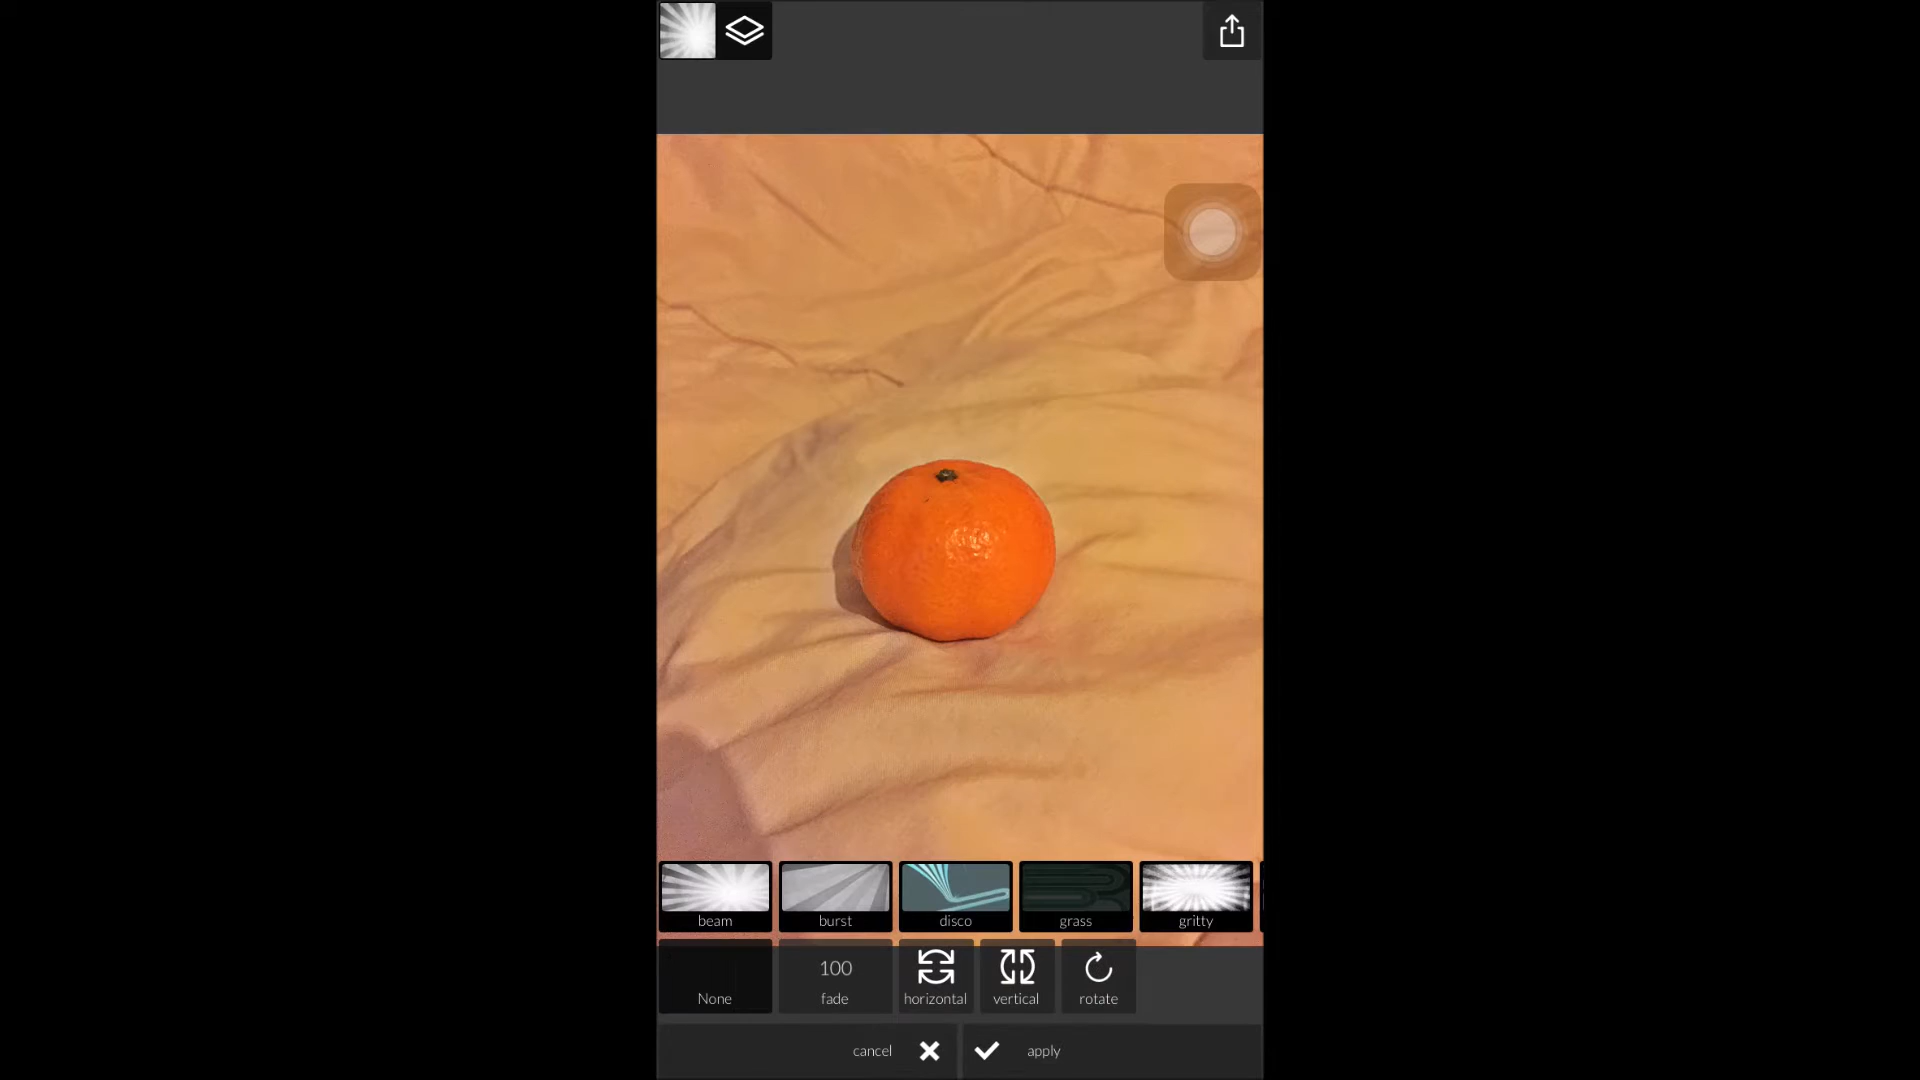 beam
burst
disco
grass
gritty
None
100
fade
horizontal
vertical
rotate
cancel
apply